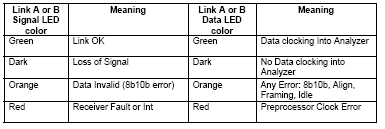 Link A or B Signal LED color Meaning Link A or B Data LED color Meaning
Green Link OK Green Data clocking Into Analyzer
Dark Loss of Signal Dark No Data clocking into Analyzer
Orange Data Invalid (8b10b error) Orange Any Error: 8b10b, Align, Framing, Idle
Red Receiver Fault or Int Red Preprocessor Clock Error